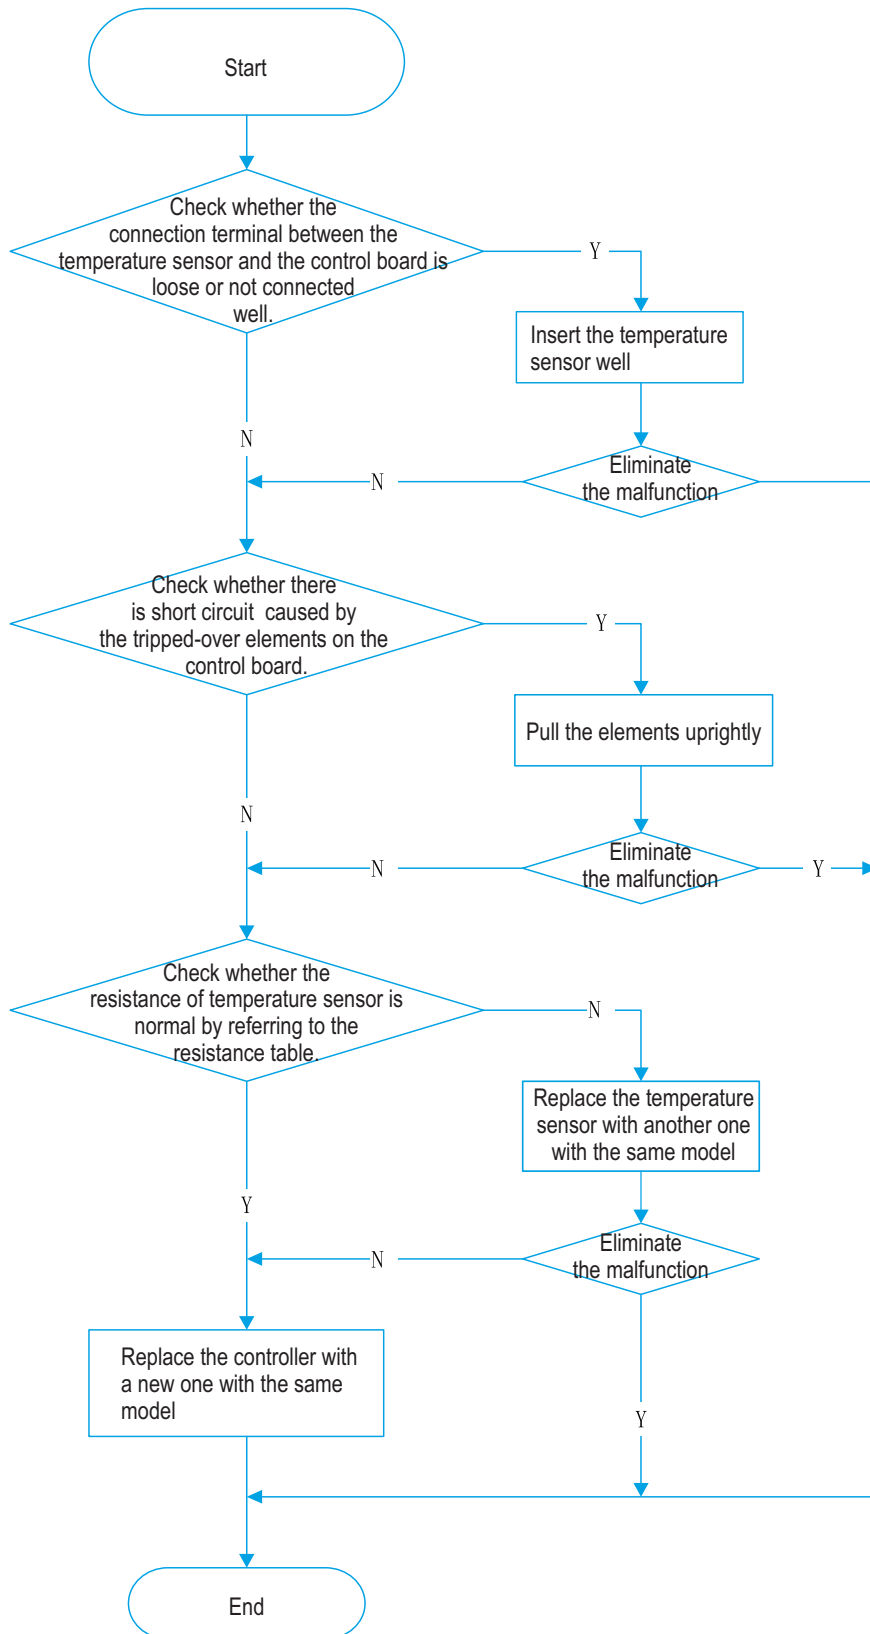 Start
Check whether the
connection terminal between the
temperature sensor and the control board is
loose or not connected
well.
Y
Insert the temperature
sensor well
N
Eliminate
the malfunction
N
Check whether there
is short circuit caused by
the tripped-over elements on the
control board.
Y
Pull the elements uprightly
N
Eliminate
the malfunction
N
Y
Check whether the
resistance of temperature sensor is
normal by referring to the
resistance table.
N
Replace the temperature
sensor with another one
with the same model
Y
Eliminate
the malfunction
N
Replace the controller with
a new one with the same
model
Y
End